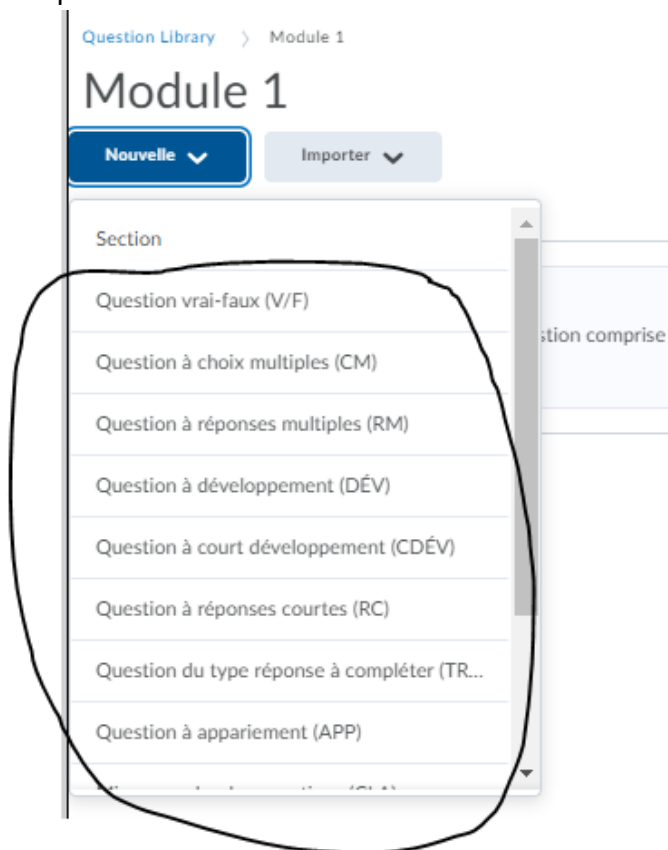 Question Library > Module 1
Module 1
Nouvelle
Importer
Section
Question vrai-faux (V/F)
stion comprise
Question à choix multiples (CM)
Question à réponses multiples (RM)
Question à développement (DÉV)
Question à court développement (CDÉV)
Question à réponses courtes (RC)
Question du type réponse à compléter (TR...
Question à appariement (APP)